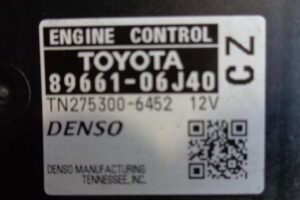 ENGINE CONTROL
TOYOTA
89661-06J40
CZ
TN275300-6452 12V
DENSO
DENSO MANUFACTURING
TENNESSEE, INC.